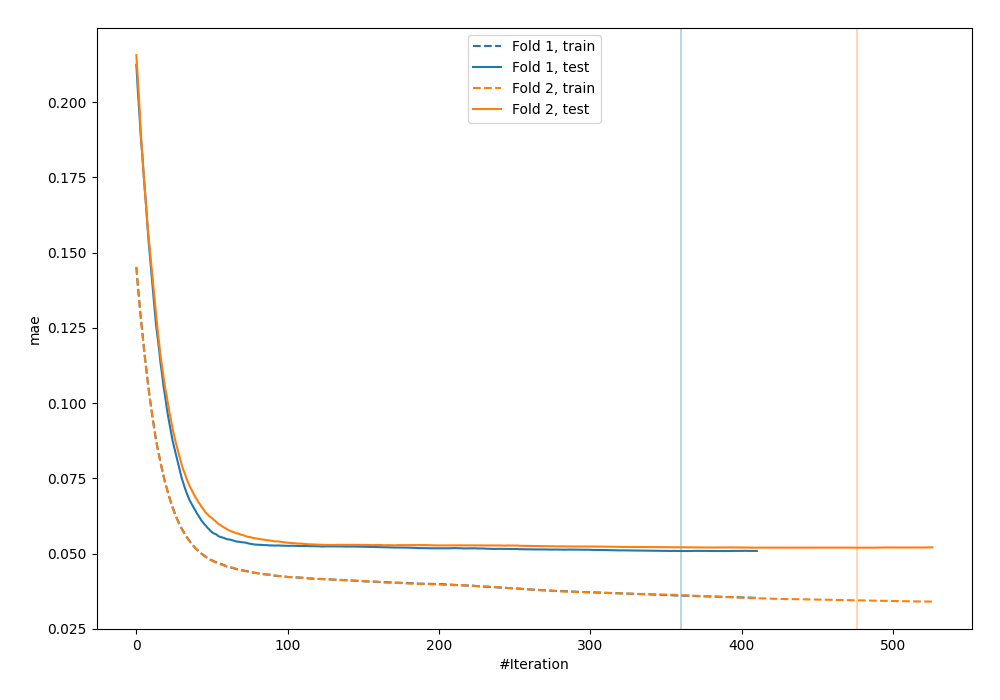 Fold 1, train
Fold 1, test
Fold 2, train
Fold 2, test
0.200
0.175
0.150
0.125
0.100
0.075
0.050
0.025
mae
0
100
200
300
400
500
#Iteration